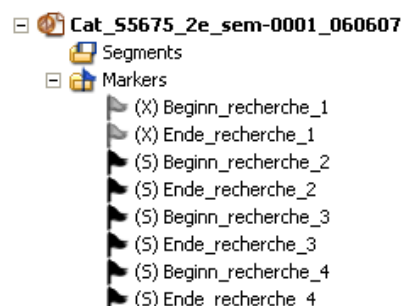 Cat_S5675_2e_sem-0001_060607
Segments
Markers
(X) Beginn_recherche_1
(X) Ende_recherche_1
(S) Beginn_recherche_2
(S) Ende_recherche_2
(S) Beginn_recherche_3
(S) Ende_recherche_3
(S) Beginn_recherche_4
(S) Ende_recherche_4